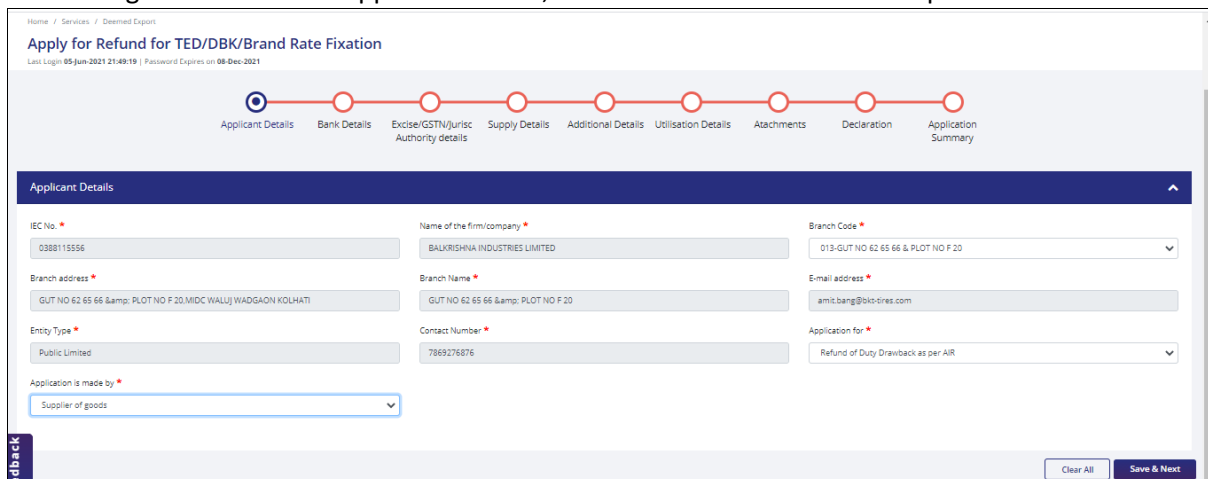 Home / Services / Deemed Export
Apply for Refund for TED/DBK/Brand Rate Fixation
Last Login 05-Jun-2021 21:49:19 | Password Expires on 08-Dec-2021
Applicant Details Bank Details Excise/GSTN/Jurisc Supply Details Additional Details Utilisation Details Atachments Declaration Application
Authority details Summary
Applicant Details
IEC No. * Name of the firm/company * Branch Code *
0388115556 BALKRISHNA INDUSTRIES LIMITED 013-GUT NO 62 65 66 & PLOT NO F 20
Branch address * Branch Name * E-mail address *
GUT NO 62 65 66 &amp; PLOT NO F 20,MIDC WALUJ WADGAON KOLHATI GUT NO 62 65 66 &amp; PLOT NO F 20 amit.bang@bkt-tires.com
Entity Type * Contact Number * Application for *
Public Limited 7869276876 Refund of Duty Drawback as per AIR
Application is made by *
Supplier of goods
dback
Clear All Save & Next